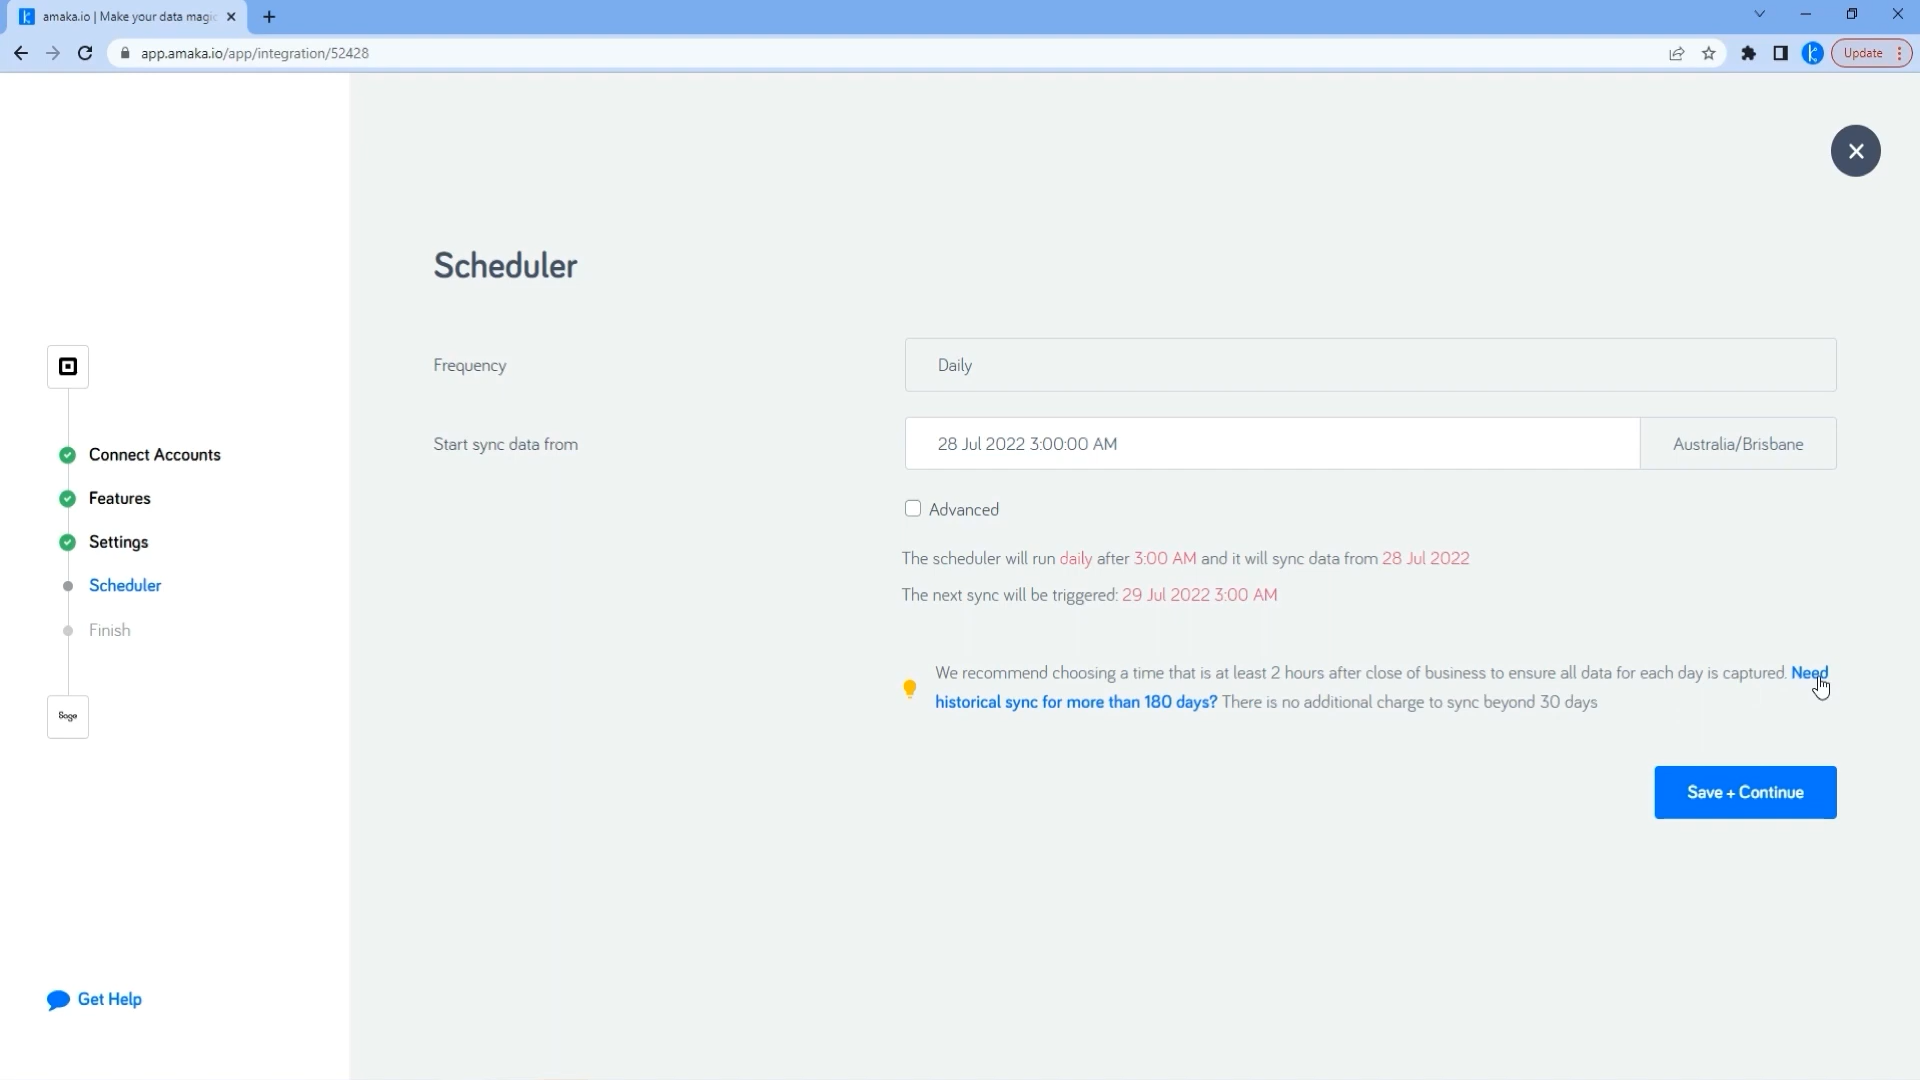 amaka.io | Make your data magic
app.amaka.io/app/integration/52428
Update
Scheduler
Frequency
Daily
Start sync data from
28 Jul 2022 3:00:00 AM
Australia/Brisbane
Advanced
The scheduler will run daily after 3:00 AM and it will sync data from 28 Jul 2022
The next sync will be triggered: 29 Jul 2022 3:00 AM
We recommend choosing a time that is at least 2 hours after close of business to ensure all data for each day is captured. Need
historical sync for more than 180 days? There is no additional charge to sync beyond 30 days
Save + Continue
Connect Accounts
Features
Settings
Scheduler
Finish
Sage
Get Help